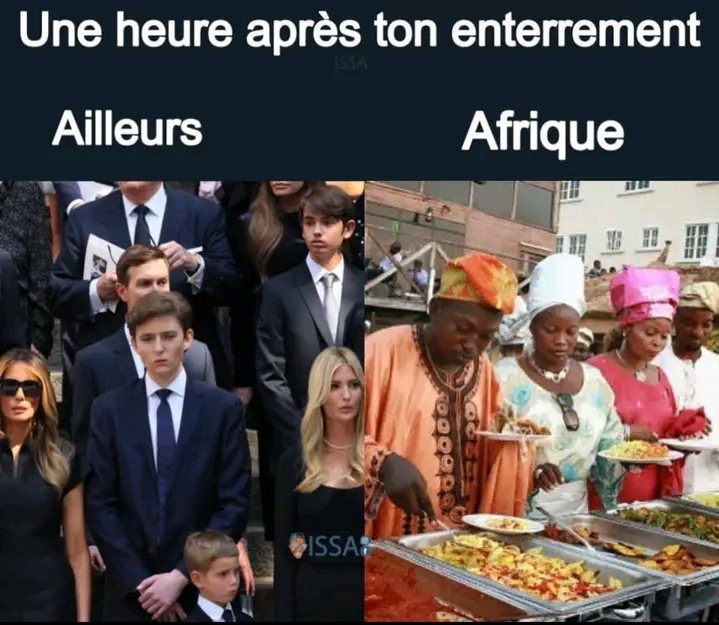 Une heure après ton enterrement
ISSA
Ailleurs
Afrique
ISSA